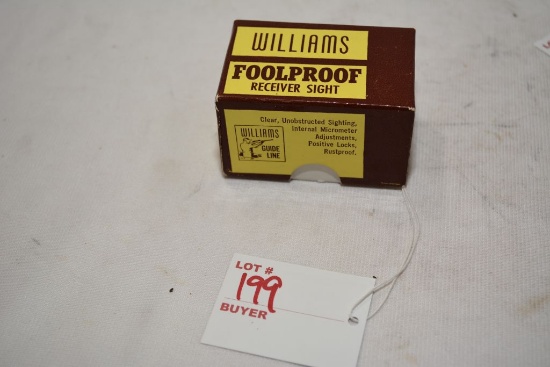 WILLIAMS
FOOLPROOF
RECEIVER SIGHT
Clear, Unobstructed Sighting,
Internal Micrometer
Adjustments,
Positive Locks,
Rustproof.
WILLIAMS
GUIDE
LINE
LOT #
199
BUYER